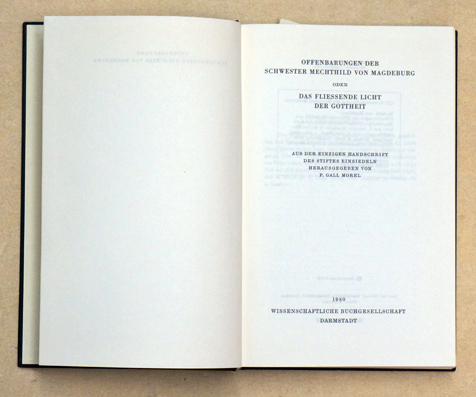 OFFENBARUNGEN DER
SCHWESTER MECHTHILD VON MAGDEBURG
ODER
DAS FLIESSENDE LICHT
DER GOTTHEIT
AUS DER EINZIGEN HANDSCHRIFT
DES STIFTES EINSIEDELN
HERAUSGEGEBEN VON
P. GALL MOREL
1980
WISSENSCHAFTLICHE BUCHGESELLSCHAFT
DARMSTADT